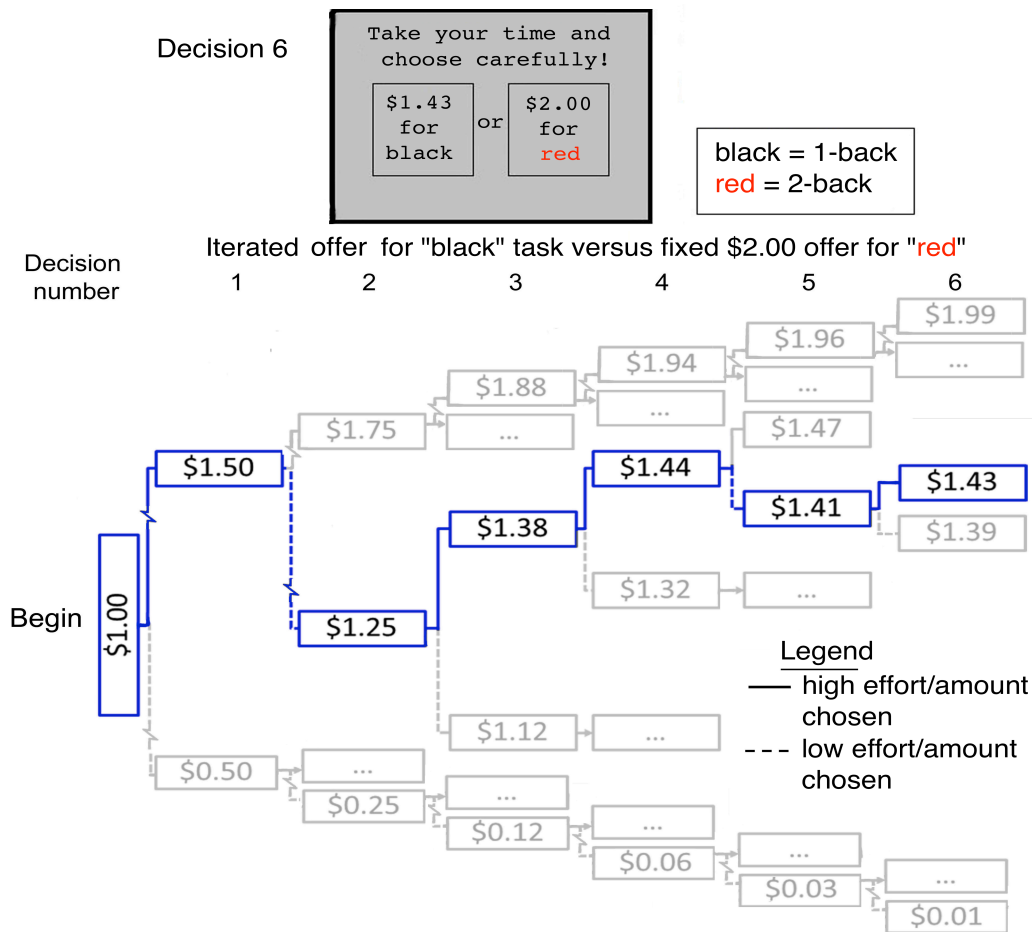 Decision 6
Take your time and
choose carefully!
$1.43
for
black
or
$2.00
for
red
black = 1-back
red = 2-back
Iterated offer for "black" task versus fixed $2.00 offer for "red"
Decision
number
1 2 3 4 5 6
$1.99
$1.96
...
$1.94
...
$1.88
...
$1.75
...
$1.47
$1.50
$1.44
$1.43
$1.41
$1.38
$1.39
$1.32
...
Begin
$1.00
$1.25
Legend
high effort/amount
chosen
low effort/amount
chosen
$1.12
...
$0.50
...
$0.25
...
$0.12
...
$0.06
...
$0.03
...
$0.01